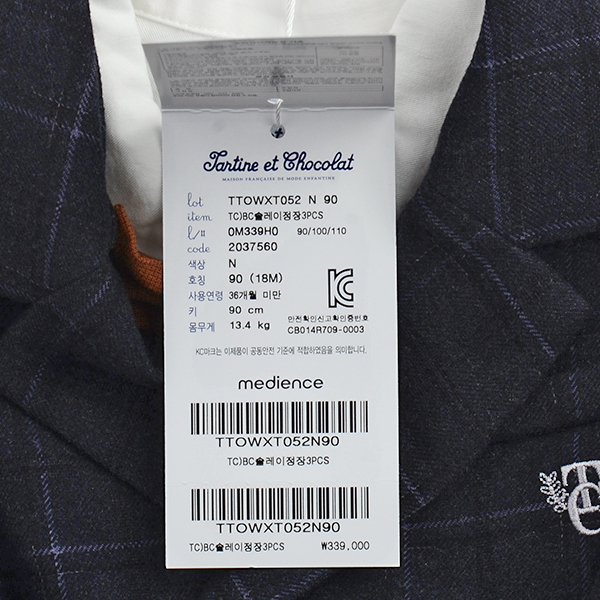 Tartine et Chocolat
MAISON FRANÇAISE DE MODE ENFANTINE
lot TTOWXT052 N 90
item TC)BC솔레이정장3PCS
l/# 0M339H0 90/100/110
code 2037560
색상 N
호칭 90 (18M)
사용연령 36개월 미만
키 90 cm
몸무게 13.4 kg
안전확인신고확인증번호
CB014R709-0003
KC마크는 이제품이 공동안전 기준에 적합하였음을 의미합니다.
medience
TTOWXT052N90
TC)BC솔레이정장3PCS
TTOWXT052N90
TC)BC솔레이정장3PCS ₩339,000